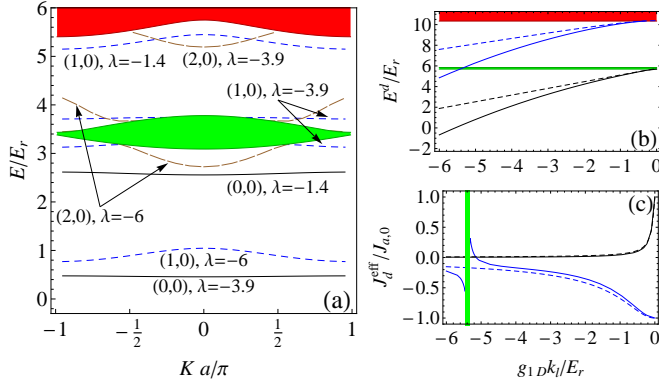 6
5
4
3
2
1
0
E/E_r
(1,0), λ=−1.4
(2,0), λ=−3.9
(1,0), λ=−3.9
(0,0), λ=−1.4
(2,0), λ=−6
(1,0), λ=−6
(0,0), λ=−3.9
(a)
−1
−1/2
0
1/2
1
K a/π
10
8
6
4
2
0
−2
E^d/E_r
(b)
−6 −5 −4 −3 −2 −1 0
1.0
0.5
0.0
−0.5
−1.0
J_d^eff/J_{a,0}
(c)
−6 −5 −4 −3 −2 −1 0
g_{1D}k_l/E_r